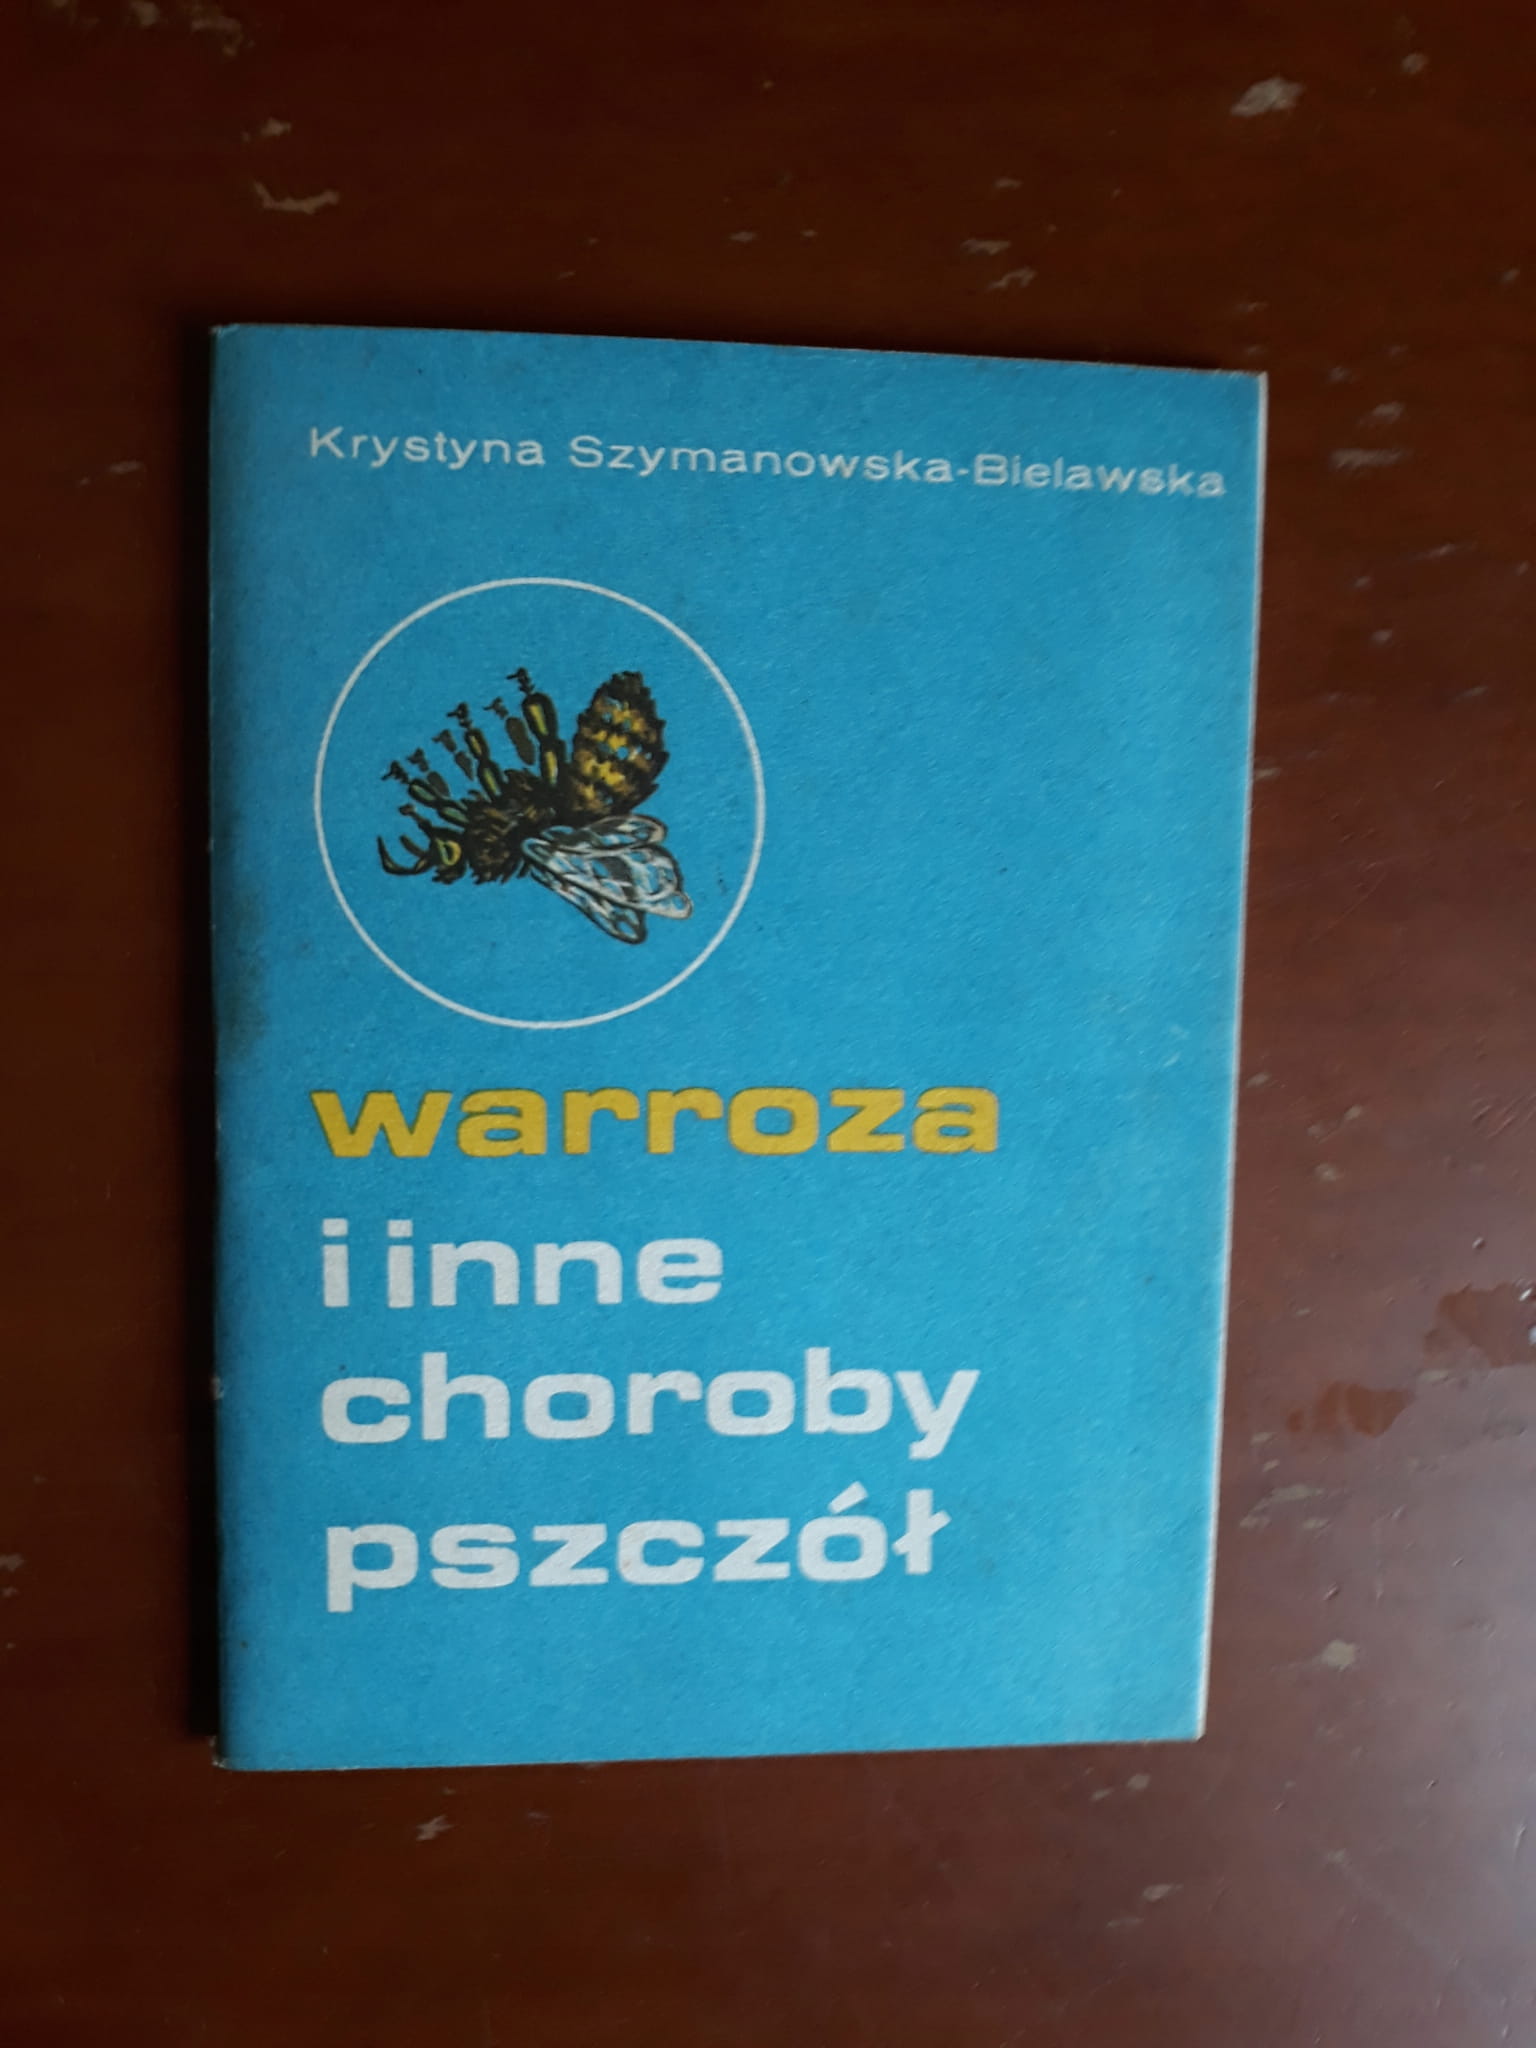 Krystyna Szymanowska-Bielawska
warroza
i inne
choroby
pszczół